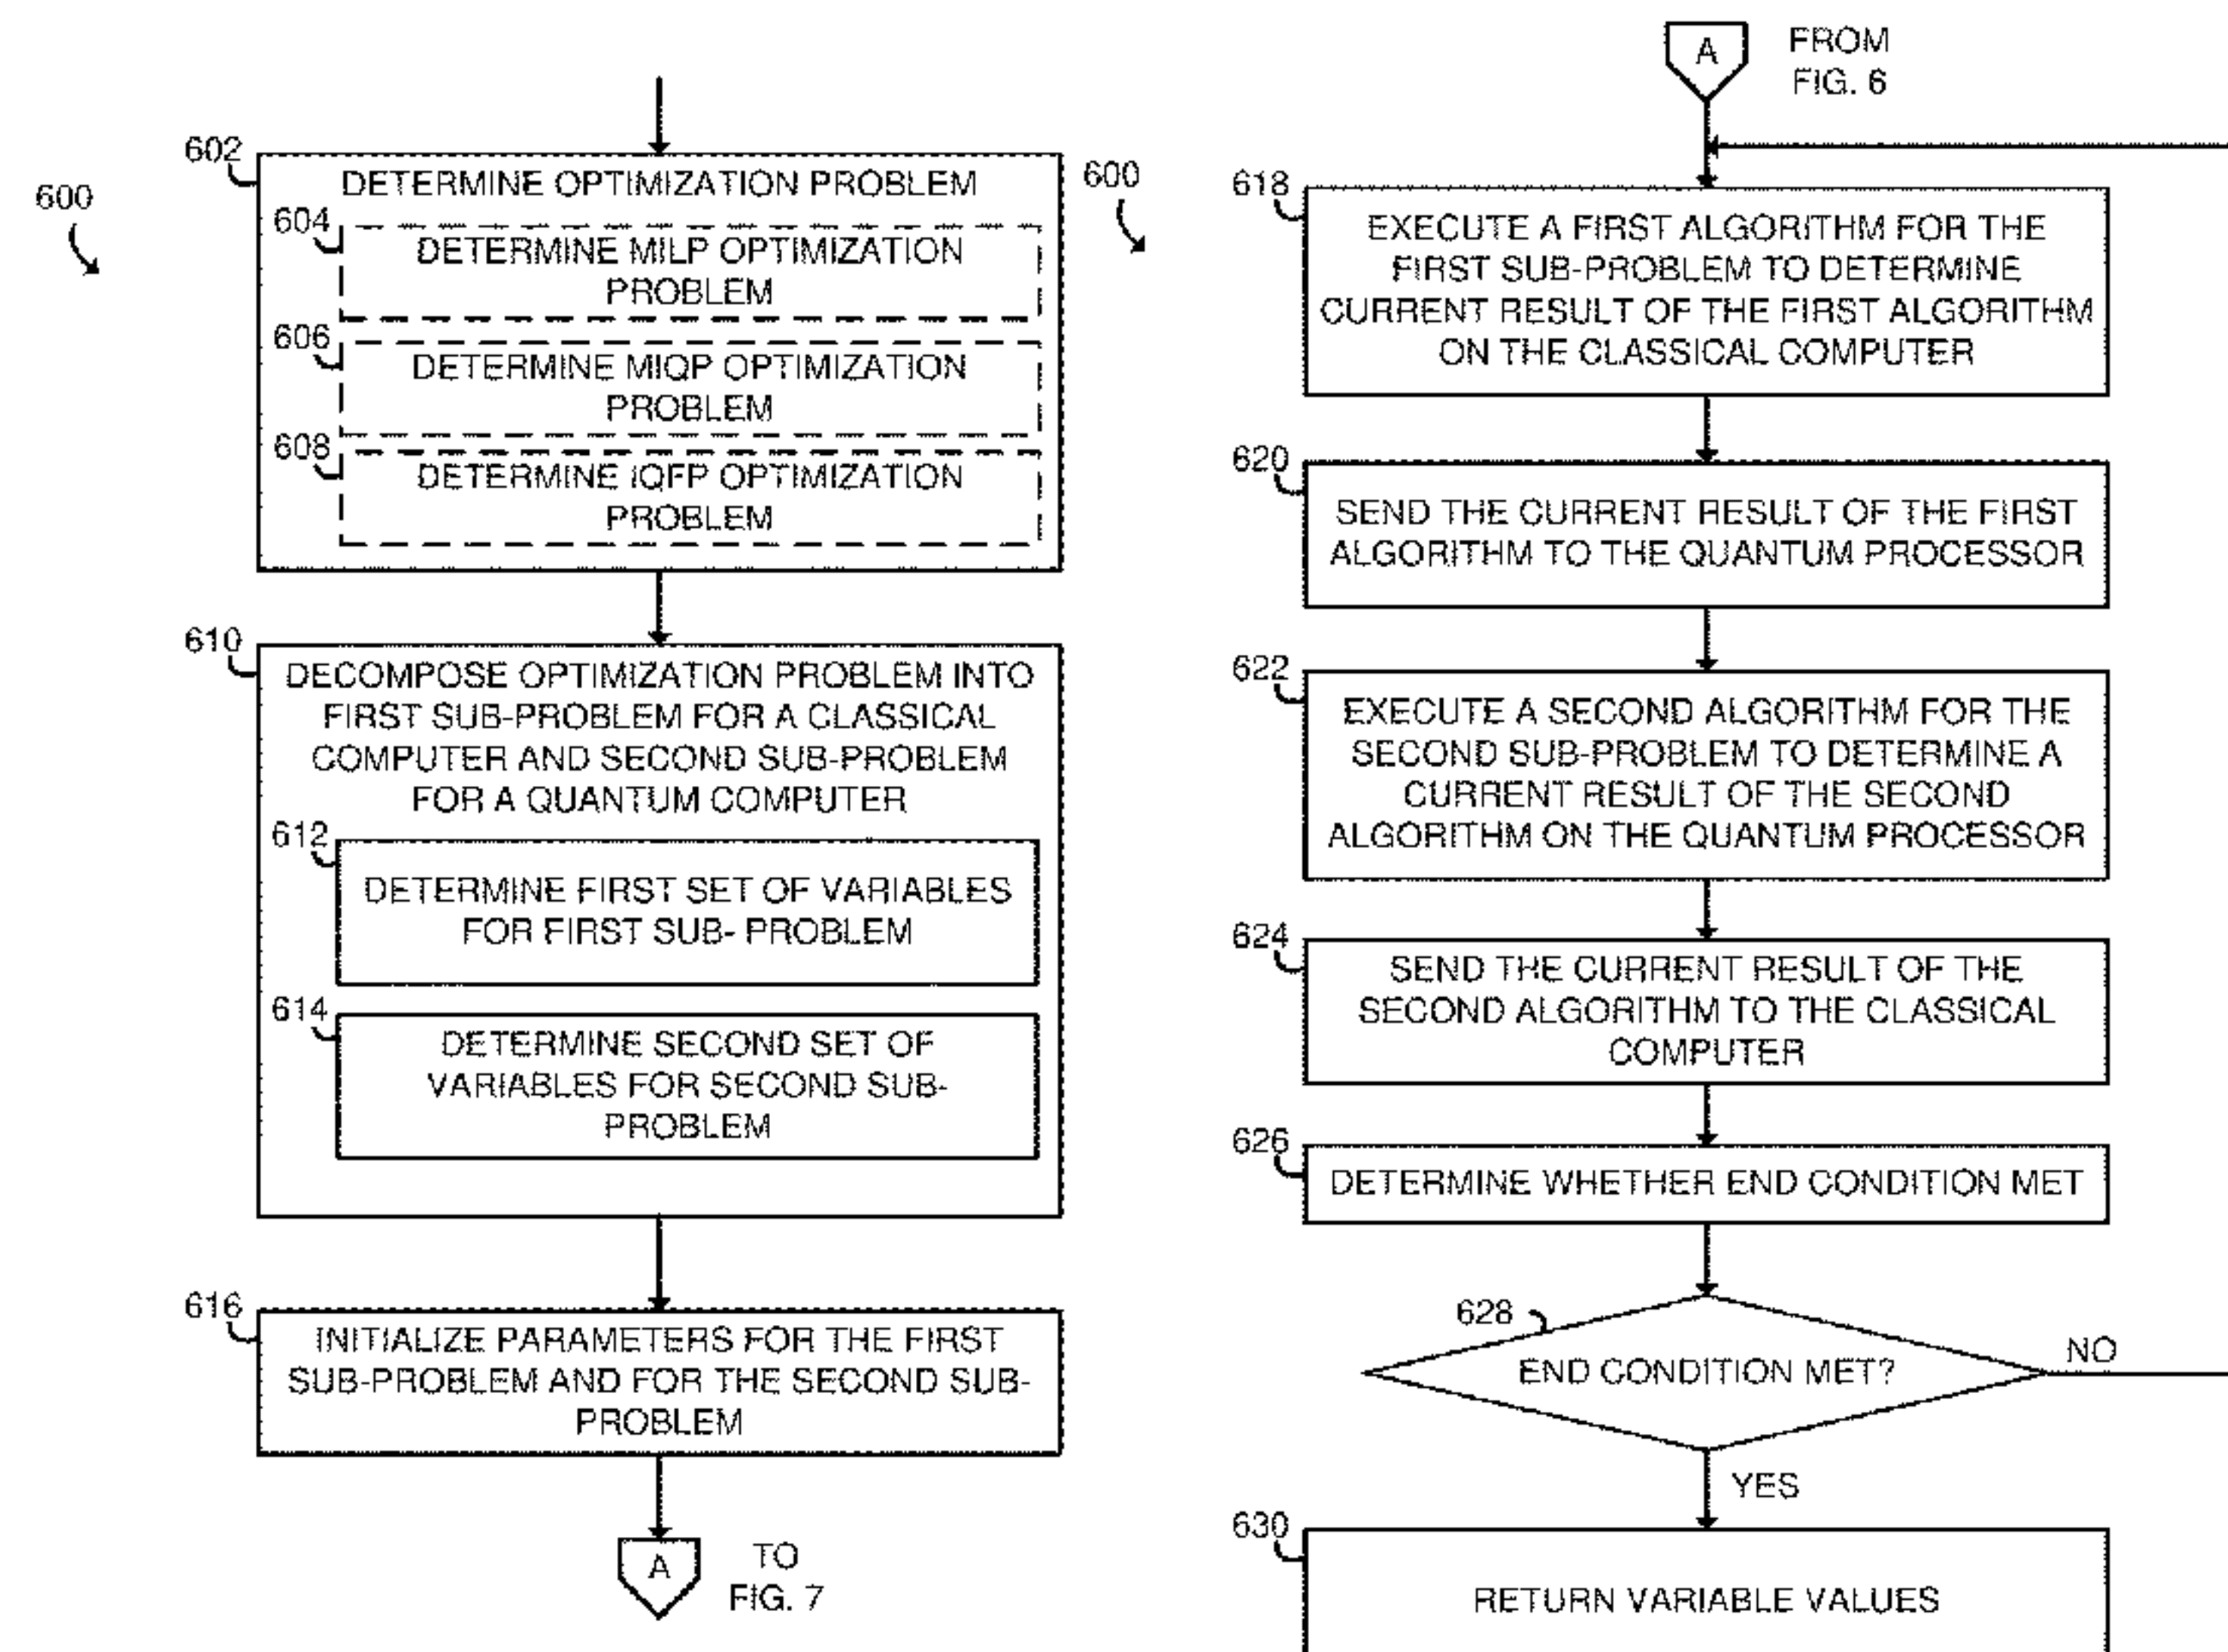 600
602
DETERMINE OPTIMIZATION PROBLEM
604
DETERMINE MILP OPTIMIZATION
PROBLEM
606
DETERMINE MIQP OPTIMIZATION
PROBLEM
608
DETERMINE IQFP OPTIMIZATION
PROBLEM
610
DECOMPOSE OPTIMIZATION PROBLEM INTO
FIRST SUB-PROBLEM FOR A CLASSICAL
COMPUTER AND SECOND SUB-PROBLEM
FOR A QUANTUM COMPUTER
612
DETERMINE FIRST SET OF VARIABLES
FOR FIRST SUB- PROBLEM
614
DETERMINE SECOND SET OF
VARIABLES FOR SECOND SUB-
PROBLEM
616
INITIALIZE PARAMETERS FOR THE FIRST
SUB-PROBLEM AND FOR THE SECOND SUB-
PROBLEM
A
TO
FIG. 7
A
FROM
FIG. 6
600
618
EXECUTE A FIRST ALGORITHM FOR THE
FIRST SUB-PROBLEM TO DETERMINE
CURRENT RESULT OF THE FIRST ALGORITHM
ON THE CLASSICAL COMPUTER
620
SEND THE CURRENT RESULT OF THE FIRST
ALGORITHM TO THE QUANTUM PROCESSOR
622
EXECUTE A SECOND ALGORITHM FOR THE
SECOND SUB-PROBLEM TO DETERMINE A
CURRENT RESULT OF THE SECOND
ALGORITHM ON THE QUANTUM PROCESSOR
624
SEND THE CURRENT RESULT OF THE
SECOND ALGORITHM TO THE CLASSICAL
COMPUTER
626
DETERMINE WHETHER END CONDITION MET
628
END CONDITION MET?
NO
YES
630
RETURN VARIABLE VALUES